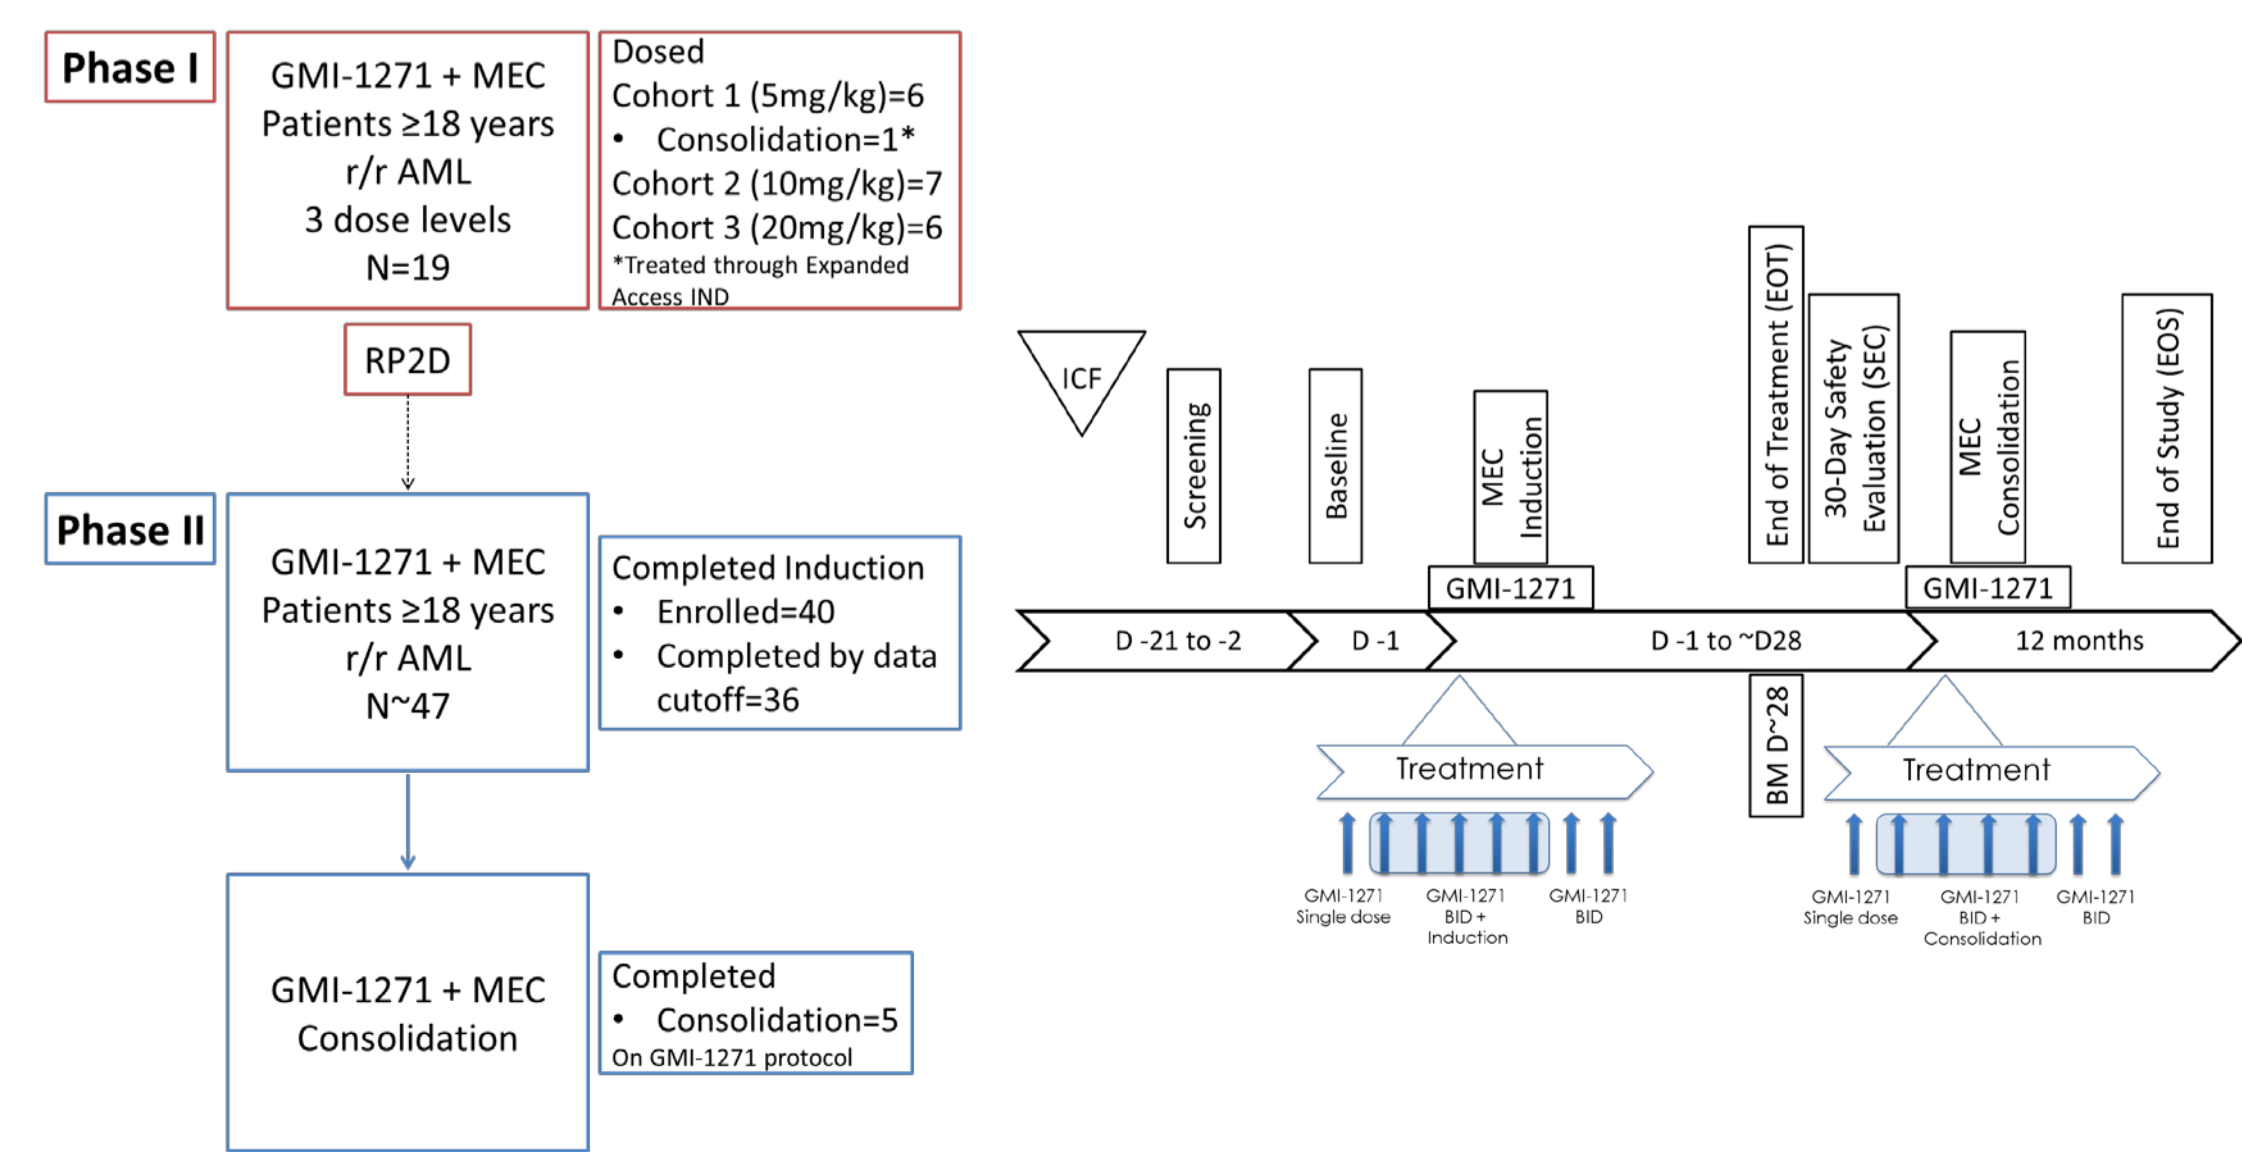 Phase I
GMI-1271 + MEC
Patients ≥18 years
r/r AML
3 dose levels
N=19
Dosed
Cohort 1 (5mg/kg)=6
• Consolidation=1*
Cohort 2 (10mg/kg)=7
Cohort 3 (20mg/kg)=6
*Treated through Expanded
Access IND
RP2D
Phase II
GMI-1271 + MEC
Patients ≥18 years
r/r AML
N~47
Completed Induction
• Enrolled=40
• Completed by data
cutoff=36
GMI-1271 + MEC
Consolidation
Completed
• Consolidation=5
On GMI-1271 protocol
ICF
Screening
Baseline
MEC
Induction
GMI-1271
End of Treatment (EOT)
30-Day Safety
Evaluation (SEC)
MEC
Consolidation
GMI-1271
End of Study (EOS)
D -21 to -2
D -1
D -1 to ~D28
12 months
BM D~28
Treatment
GMI-1271
Single dose
GMI-1271
BID +
Induction
GMI-1271
BID
Treatment
GMI-1271
Single dose
GMI-1271
BID +
Consolidation
GMI-1271
BID